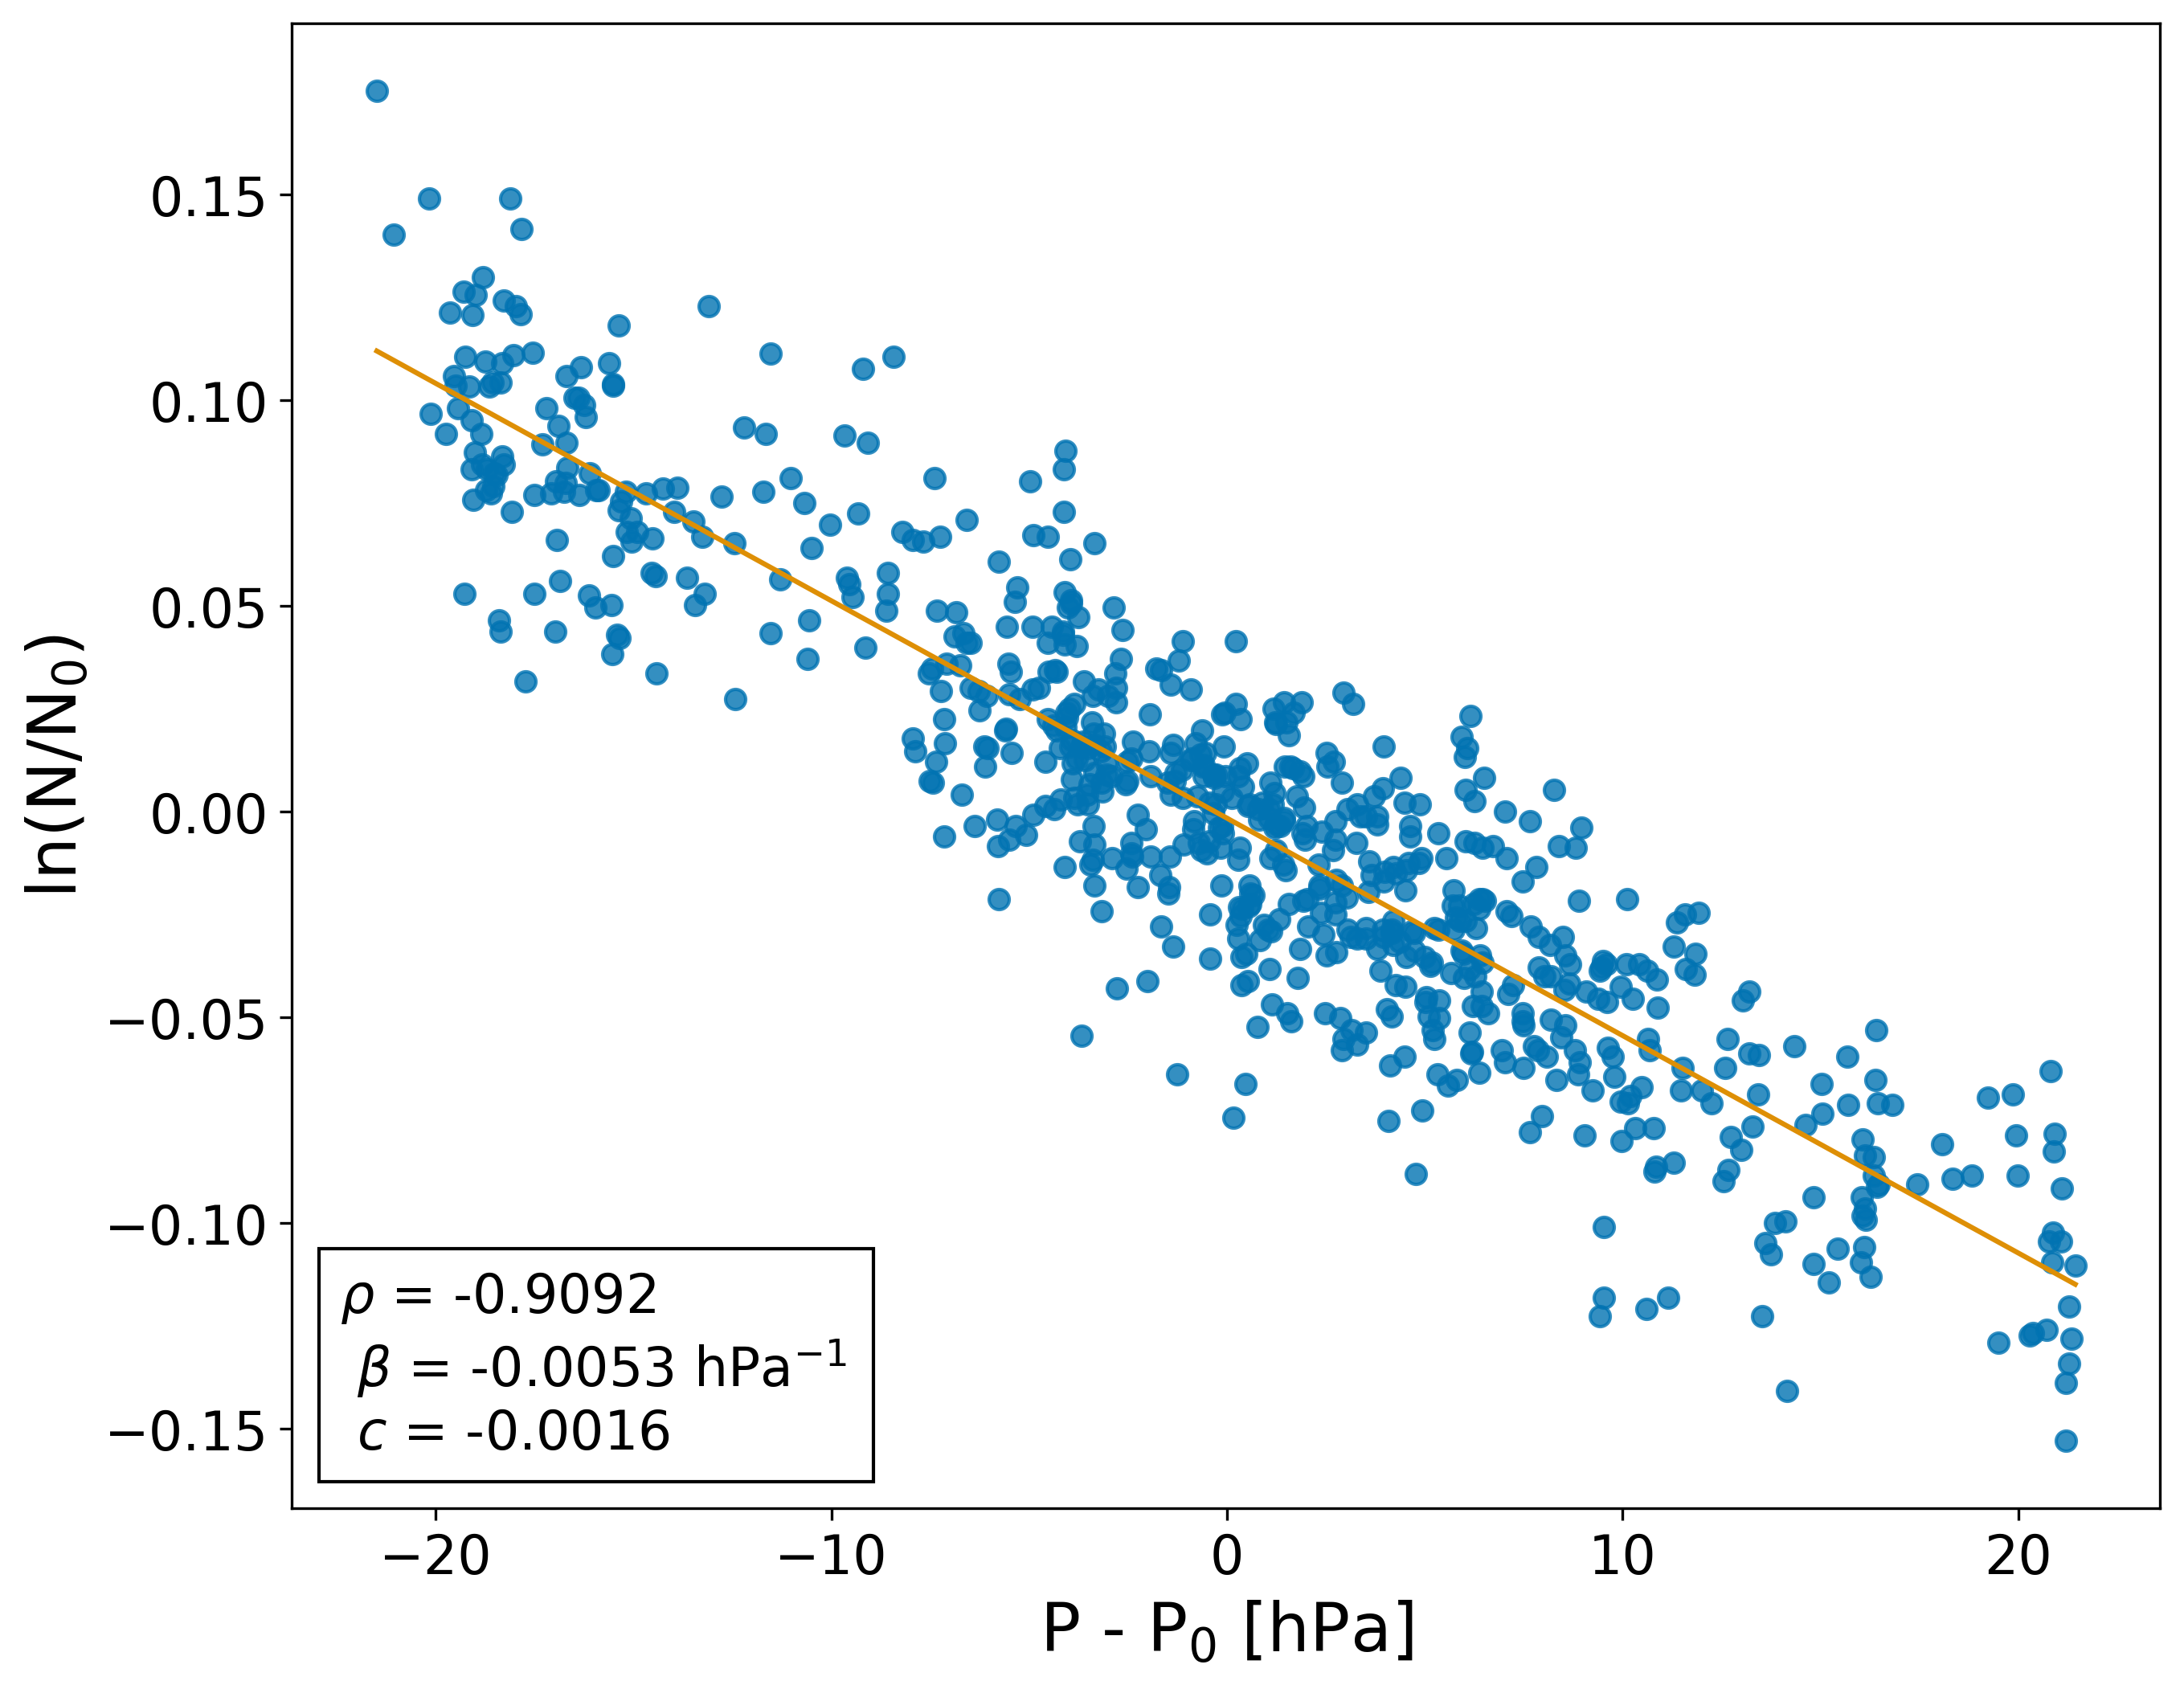 ln(N/N₀)
0.15
0.10
0.05
0.00
−0.05
−0.10
−0.15
ρ = -0.9092
β = -0.0053 hPa⁻¹
c = -0.0016
−20 −10 0 10 20
P - P₀ [hPa]